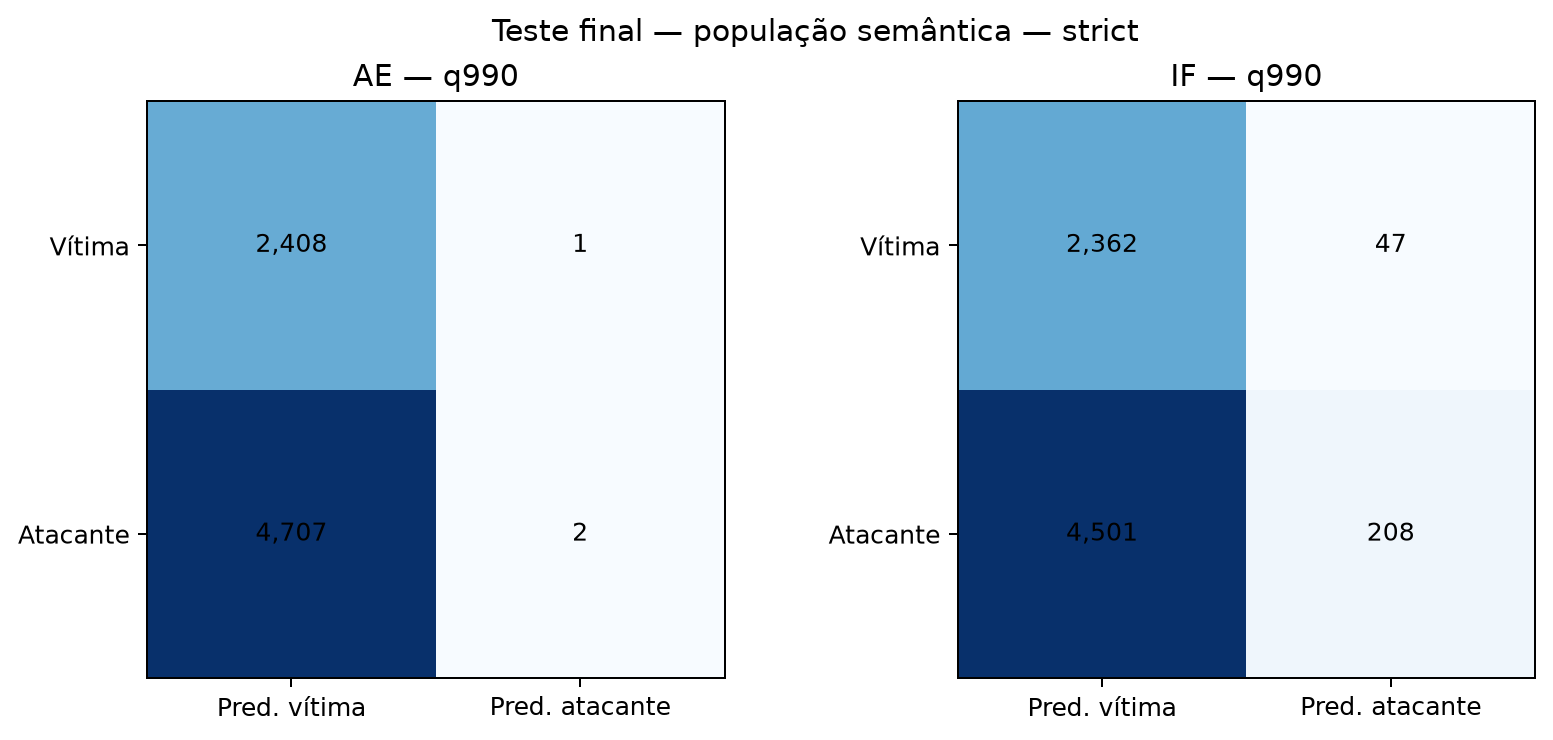 Teste final — população semântica — strict
AE — q990
Vítima
2,408
1
Atacante
4,707
2
Pred. vítima
Pred. atacante
IF — q990
Vítima
2,362
47
Atacante
4,501
208
Pred. vítima
Pred. atacante